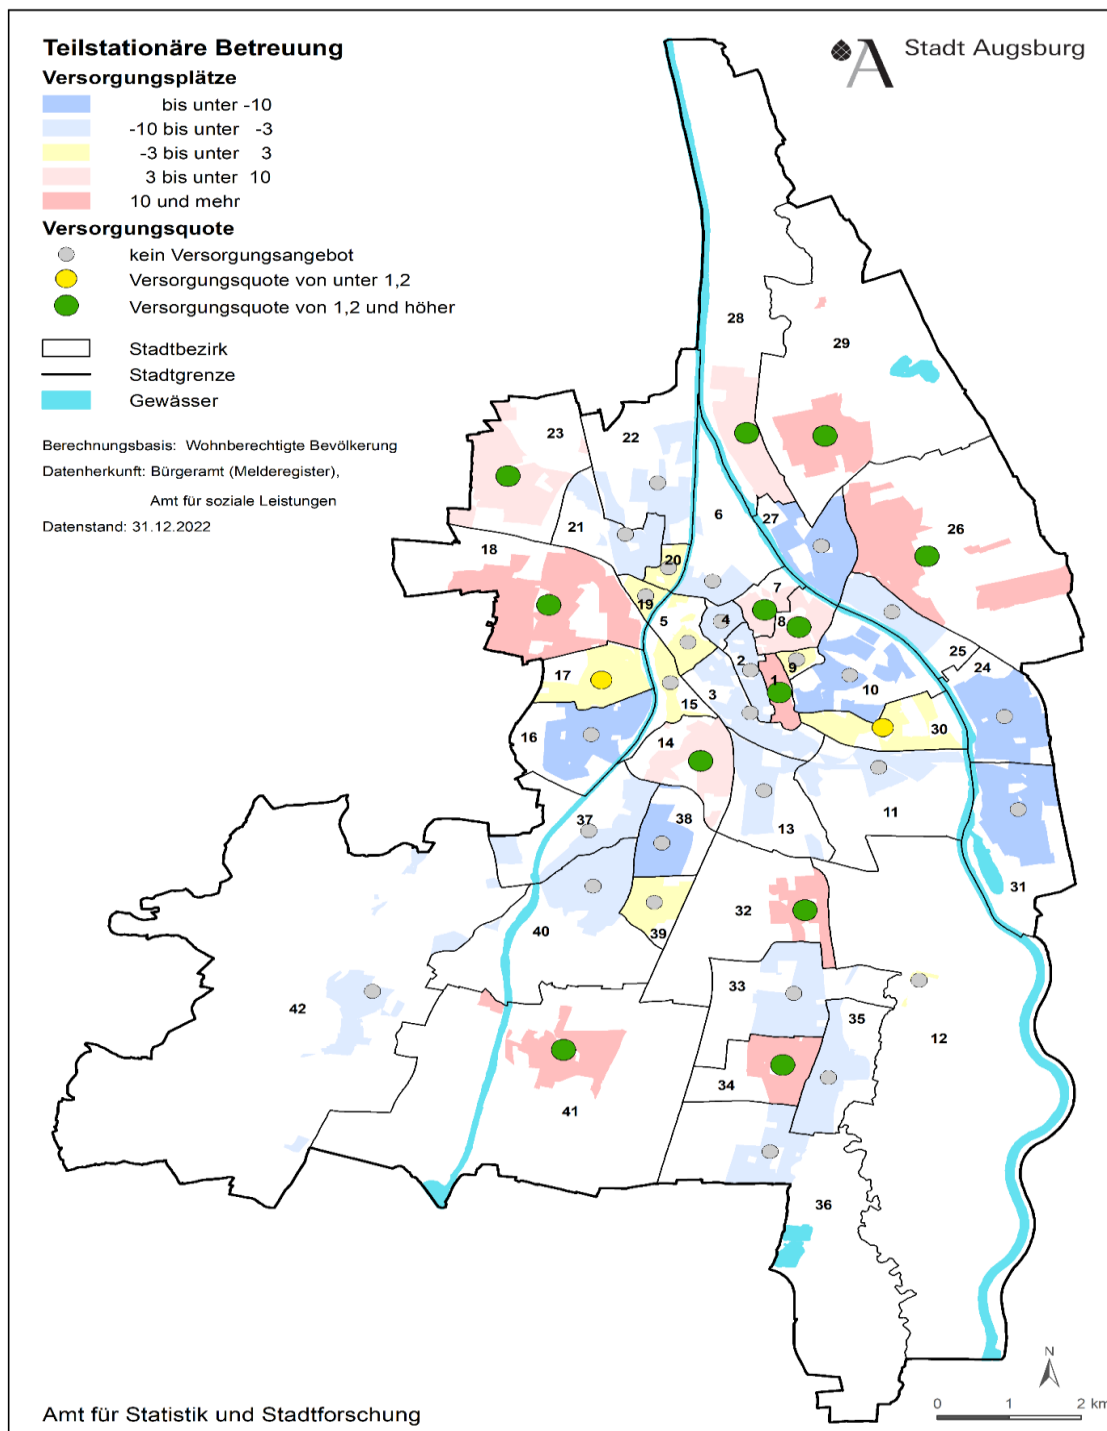 Teilstationäre Betreuung
Stadt Augsburg
Versorgungsplätze
bis unter -10
-10 bis unter -3
-3 bis unter 3
3 bis unter 10
10 und mehr
Versorgungsquote
kein Versorgungsangebot
Versorgungsquote von unter 1,2
Versorgungsquote von 1,2 und höher
Stadtbezirk
Stadtgrenze
Gewässer
Berechnungsbasis: Wohnberechtigte Bevölkerung
Datenherkunft: Bürgeramt (Melderegister),
Amt für soziale Leistungen
Datenstand: 31.12.2022
28
29
23
22
6
27
21
26
18
20
7
19
5
4
8
25
2
9
24
17
1
10
3
15
30
16
14
11
37
38
13
31
32
40
39
33
42
35
12
34
41
36
N
0 1 2 km
Amt für Statistik und Stadtforschung